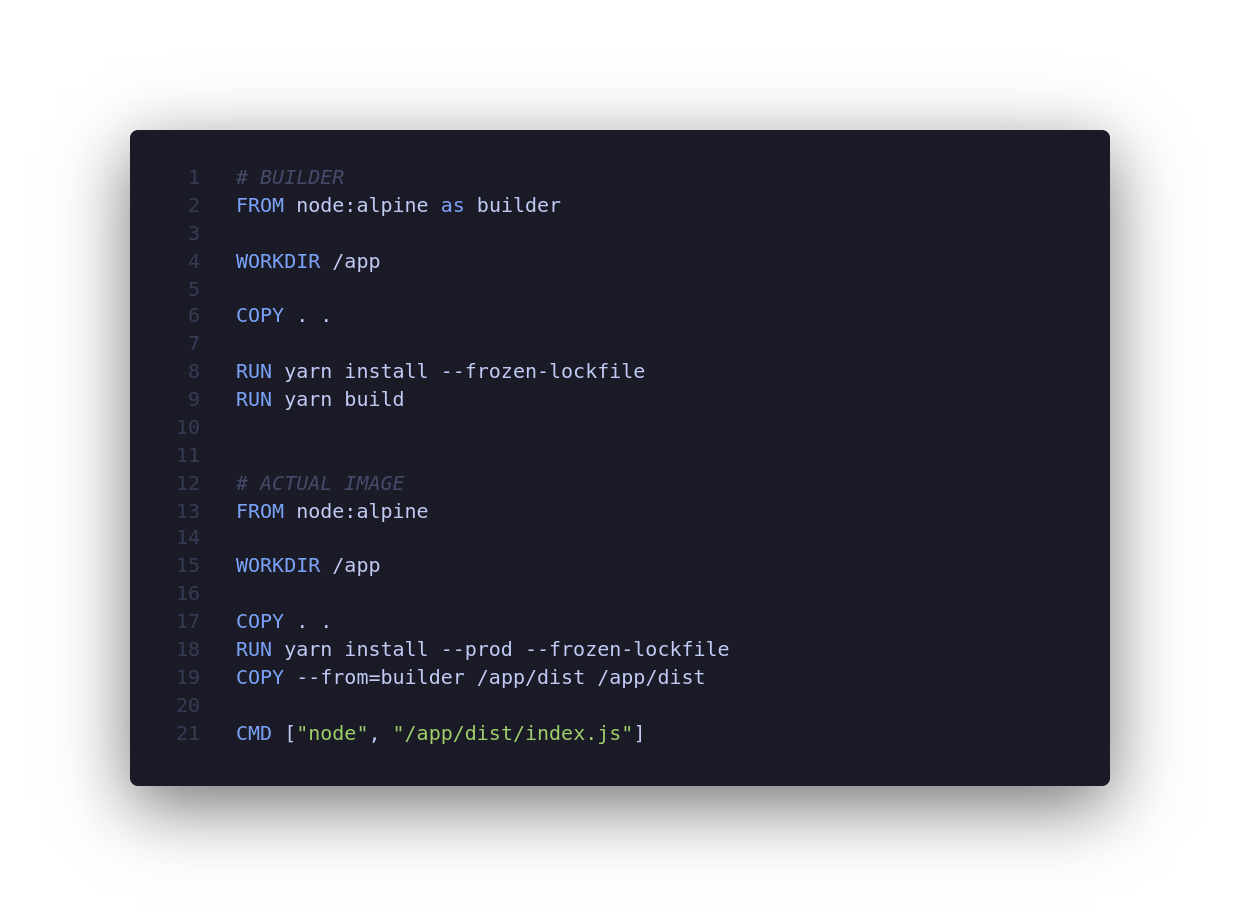 1 # BUILDER
2 FROM node:alpine as builder
3
4 WORKDIR /app
5
6 COPY . .
7
8 RUN yarn install --frozen-lockfile
9 RUN yarn build
10
11
12 # ACTUAL IMAGE
13 FROM node:alpine
14
15 WORKDIR /app
16
17 COPY . .
18 RUN yarn install --prod --frozen-lockfile
19 COPY --from=builder /app/dist /app/dist
20
21 CMD ["node", "/app/dist/index.js"]